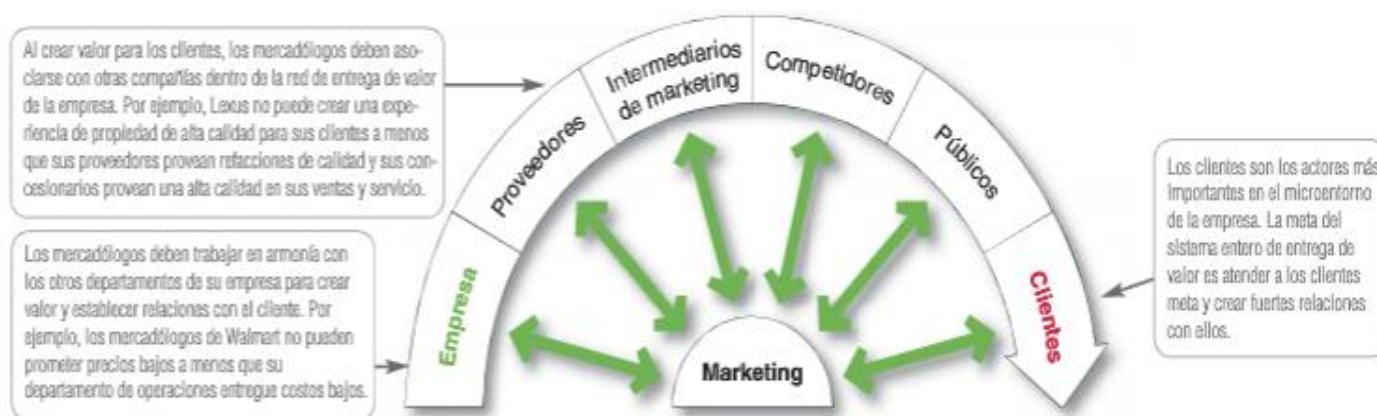 Al crear valor para los clientes, los mercadólogos deben aso-
ciarse con otras compañías dentro de la red de entrega de valor
de la empresa. Por ejemplo, Lexus no puede crear una expe-
riencia de propiedad de alta calidad para sus clientes a menos
que sus proveedores provean refacciones de calidad y sus con-
cesionarios provean una alta calidad en sus ventas y servicio.
Los mercadólogos deben trabajar en armonía con
los otros departamentos de su empresa para crear
valor y establecer relaciones con el cliente. Por
ejemplo, los mercadólogos de Walmart no pueden
prometer precios bajos a menos que su
departamento de operaciones entregue costos bajos.
Empresa
Proveedores
Intermediarios
de marketing
Competidores
Públicos
Clientes
Marketing
Los clientes son los actores más
importantes en el microentorno
de la empresa. La meta del
sistema entero de entrega de
valor es atender a los clientes
meta y crear fuertes relaciones
con ellos.